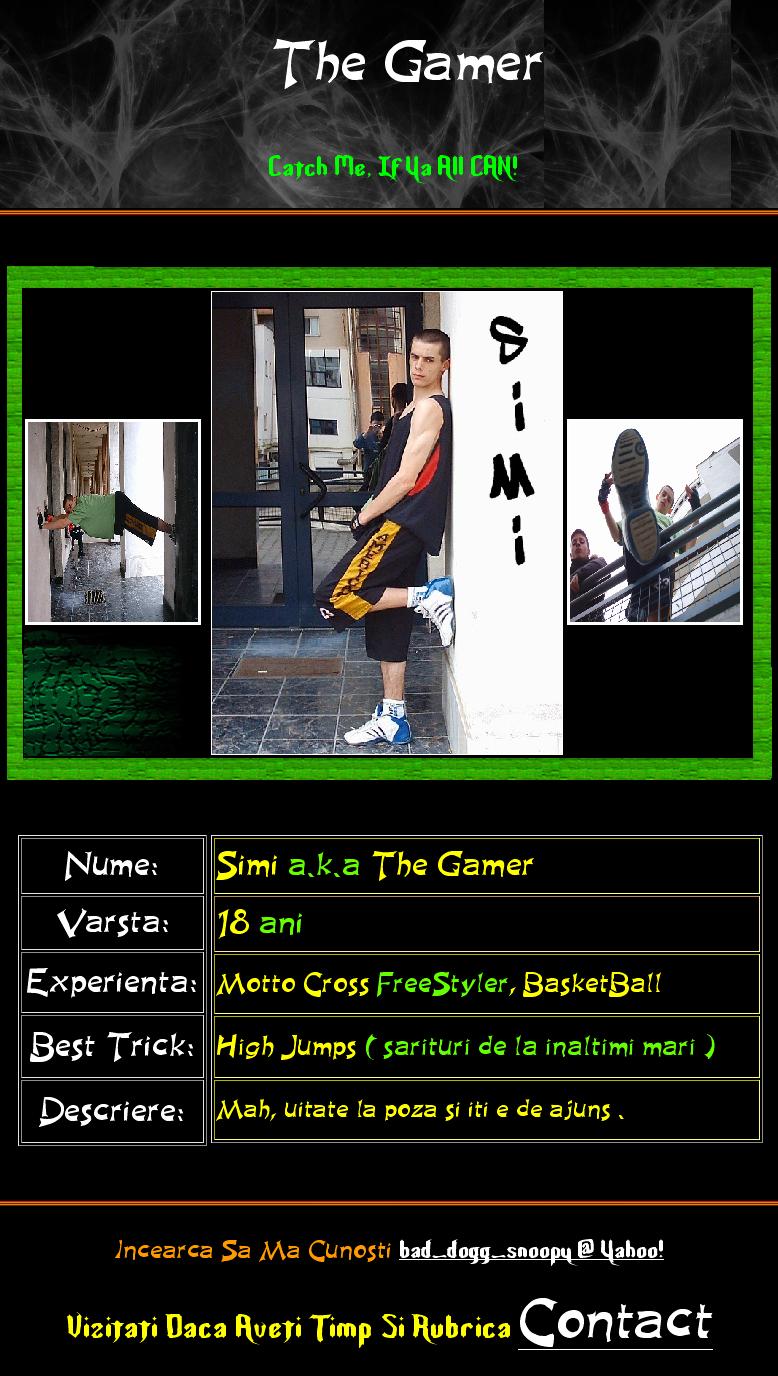 The Gamer
Catch Me, If Ya All CAN!
SiMi
AMERICA
Nume:
Simi a.k.a The Gamer
Varsta:
18 ani
Experienta:
Motto Cross FreeStyler, BasketBall
Best Trick:
High Jumps ( sarituri de la inaltimi mari )
Descriere:
Mah, uitate la poza si iti e de ajuns .
Incearca Sa Ma Cunosti bad_dogg_snoopy @ Yahoo!
Vizitati Daca Aveti Timp Si Rubrica Contact